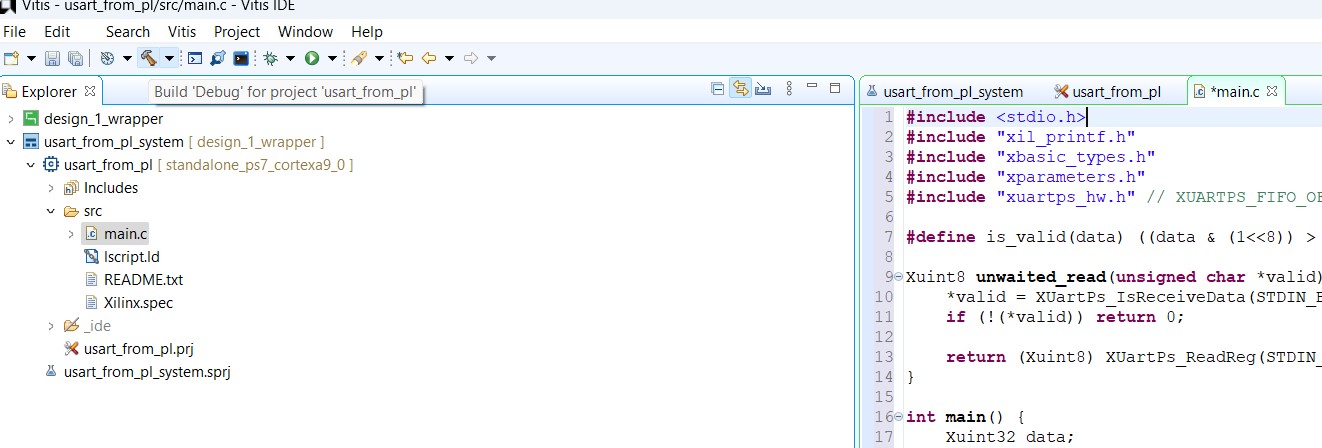 Vitis - usart_from_pl/src/main.c - Vitis IDE
File Edit Search Vitis Project Window Help
Build 'Debug' for project 'usart_from_pl'
Explorer
design_1_wrapper
usart_from_pl_system [ design_1_wrapper ]
usart_from_pl [ standalone_ps7_cortexa9_0 ]
Includes
src
main.c
lscript.ld
README.txt
Xilinx.spec
_ide
usart_from_pl.prj
usart_from_pl_system.sprj
usart_from_pl_system usart_from_pl *main.c
1 #include <stdio.h>
2 #include "xil_printf.h"
3 #include "xbasic_types.h"
4 #include "xparameters.h"
5 #include "xuartps_hw.h" // XUARTPS_FIFO_OF
6
7 #define is_valid(data) ((data & (1<<8)) >
8
9 Xuint8 unwaited_read(unsigned char *valid)
10 *valid = XUartPs_IsReceiveData(STDIN_B
11 if (!(*valid)) return 0;
12
13 return (Xuint8) XUartPs_ReadReg(STDIN_
14 }
15
16 int main() {
17 Xuint32 data;